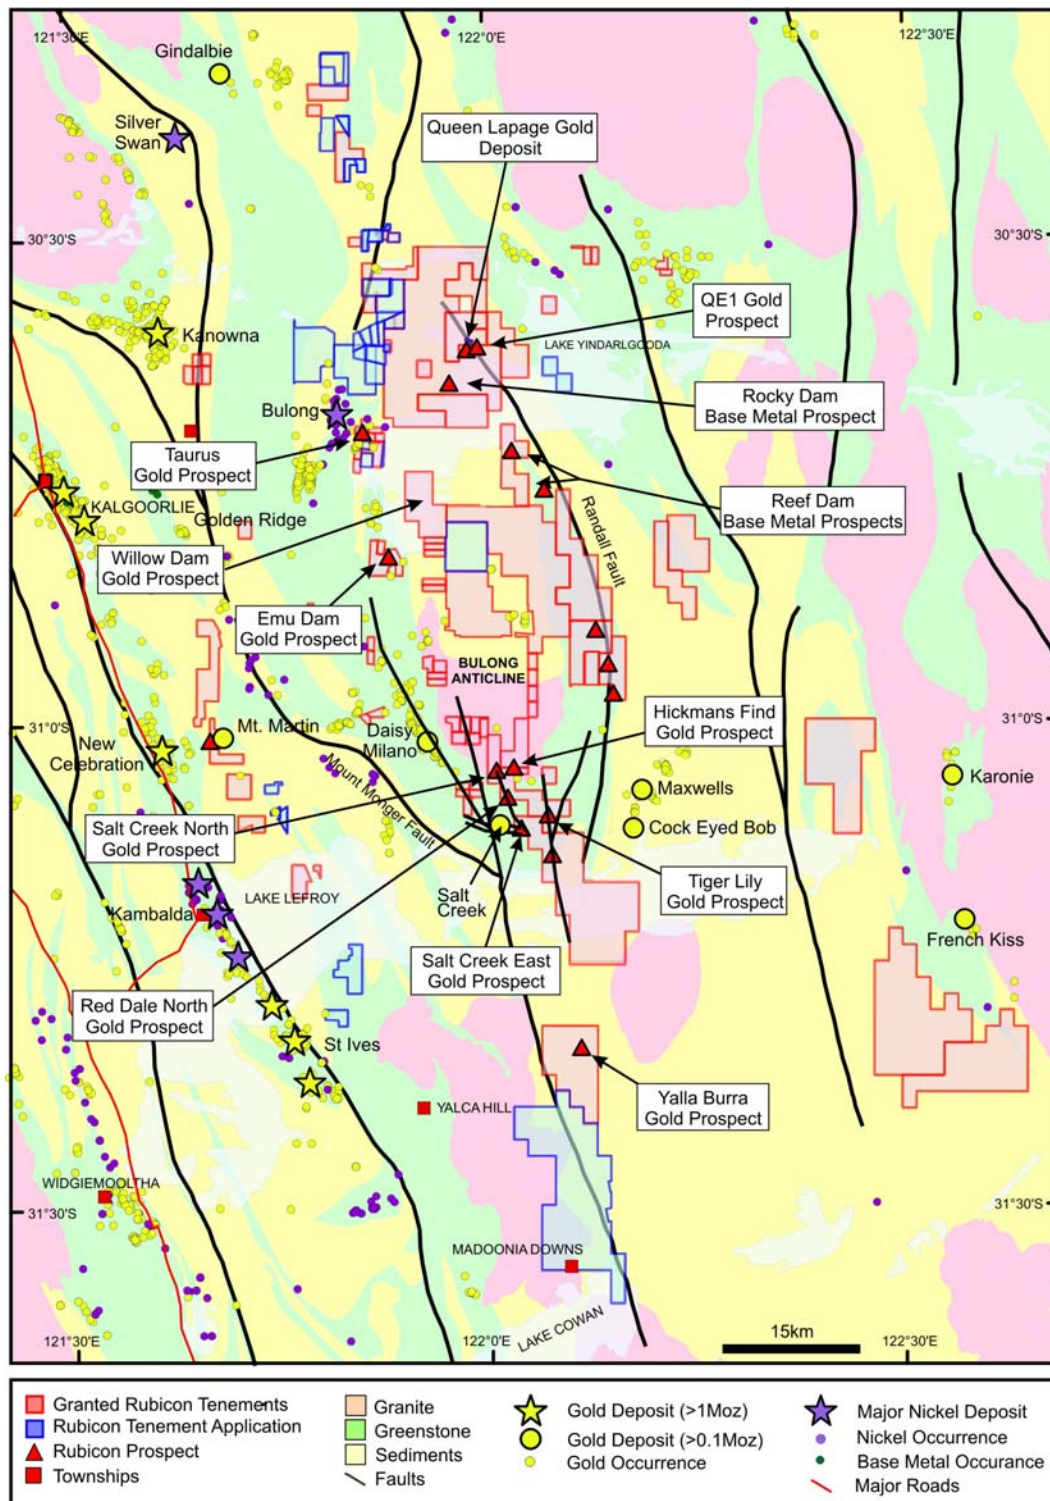 121°30'E
122°0'E
122°30'E
Gindalbie
Queen Lapage Gold
Deposit
Silver
Swan
30°30'S
30°30'S
QE1 Gold
Prospect
Kanowna
LAKE YINDARLGOODA
Rocky Dam
Base Metal Prospect
Bulong
Taurus
Gold Prospect
Reef Dam
Base Metal Prospects
KALGOORLIE
Golden Ridge
Randall Fault
Willow Dam
Gold Prospect
Emu Dam
Gold Prospect
BULONG
ANTICLINE
Hickmans Find
Gold Prospect
31°0'S
31°0'S
Mt. Martin
Daisy
Milano
New
Celebration
Mount Monger Fault
Karonie
Maxwells
Cock Eyed Bob
Salt Creek North
Gold Prospect
Tiger Lily
Gold Prospect
LAKE LEFROY
Salt
Creek
Kambalda
French Kiss
Salt Creek East
Gold Prospect
Red Dale North
Gold Prospect
St Ives
Yalla Burra
Gold Prospect
YALCA HILL
WIDGIEMOOLTHA
31°30'S
31°30'S
MADOONIA DOWNS
LAKE COWAN
15km
121°30'E
122°0'E
122°30'E
Granted Rubicon Tenements
Rubicon Tenement Application
Rubicon Prospect
Townships
Granite
Greenstone
Sediments
Faults
Gold Deposit (>1Moz)
Gold Deposit (>0.1Moz)
Gold Occurrence
Major Nickel Deposit
Nickel Occurrence
Base Metal Occurance
Major Roads